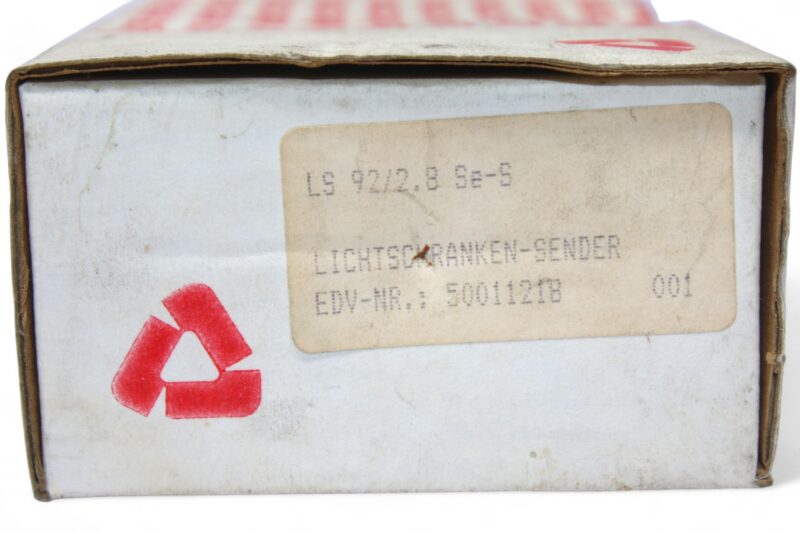 LS 92/2.8 Se-S
LICHTSCHRANKEN-SENDER
EDV-NR.: 50011218 001